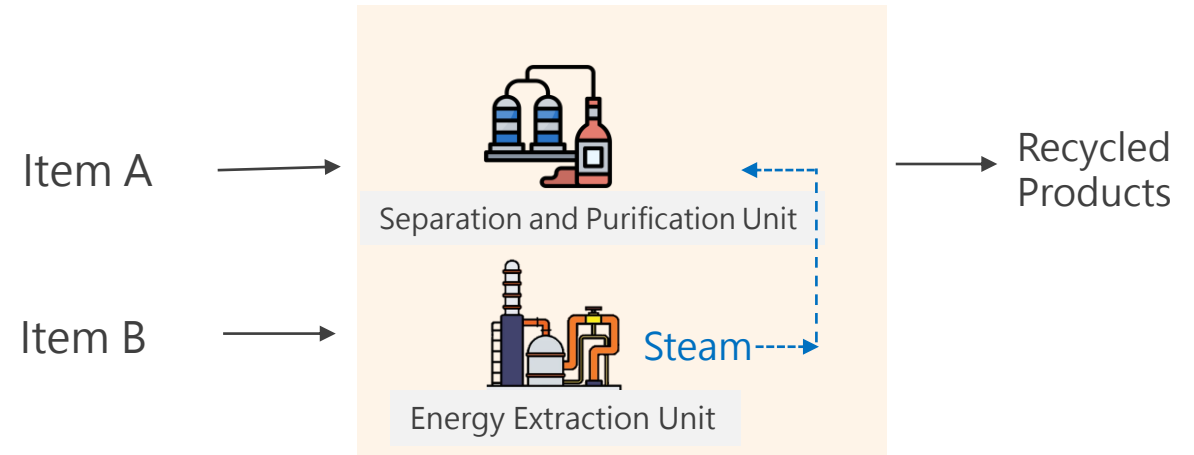 Item A
Separation and Purification Unit
Recycled
Products
Item B
Steam
Energy Extraction Unit